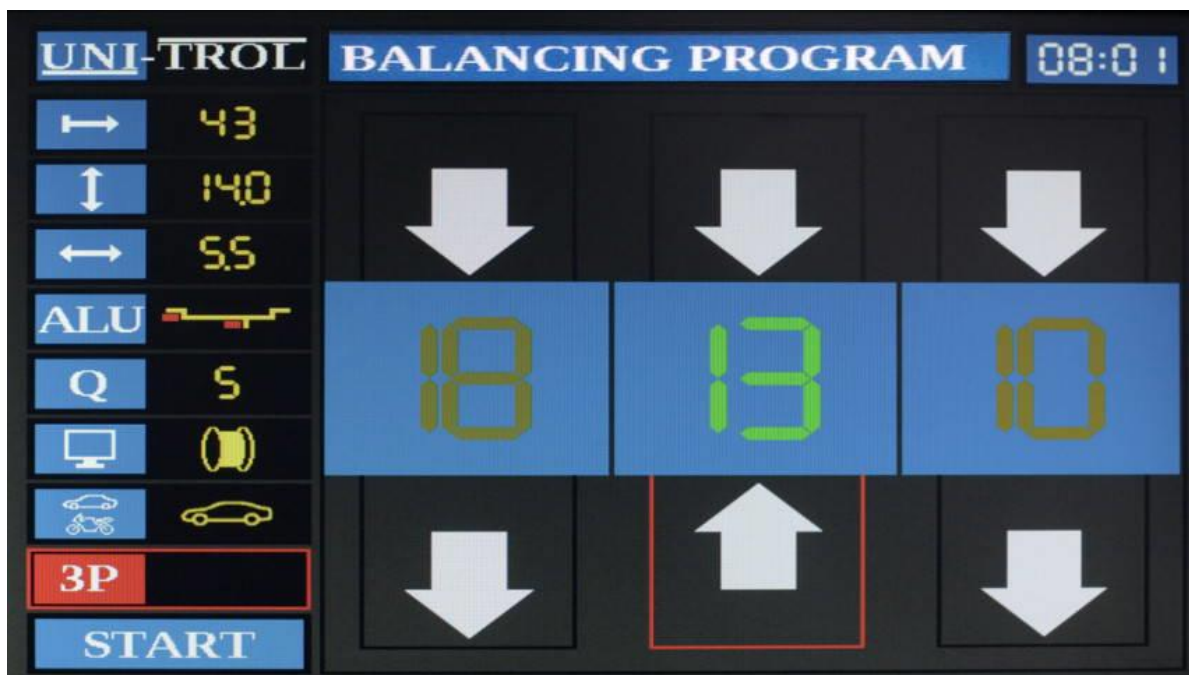 UNI-TROL
BALANCING PROGRAM
08:01
43
14.0
5.5
ALU
Q 5
3P
START
18
13
10